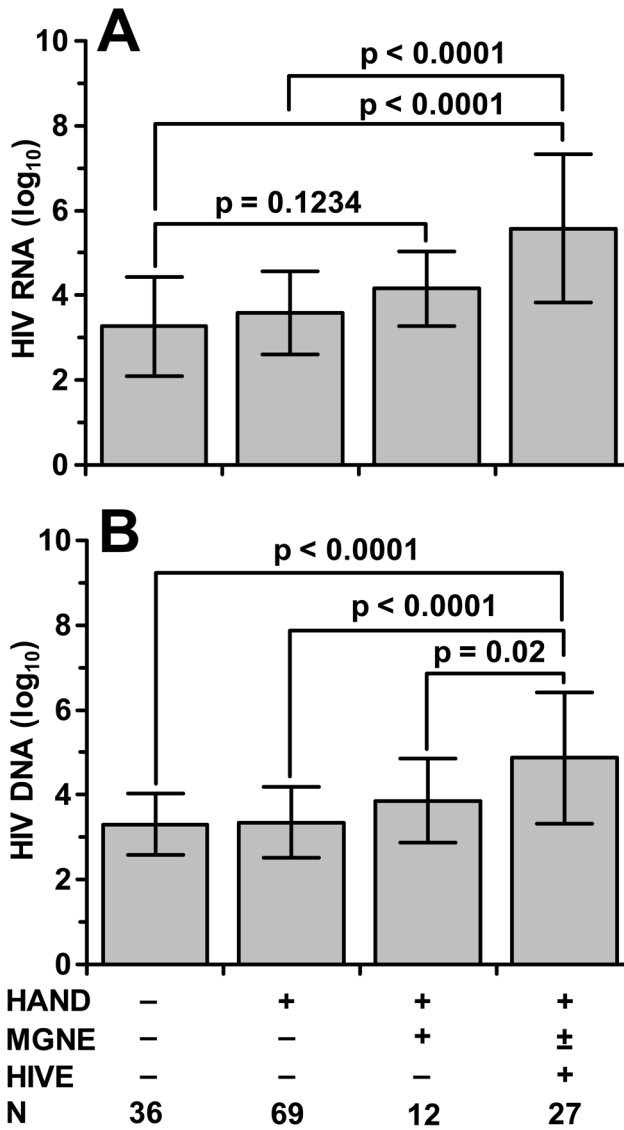 A
10
p < 0.0001
8
p < 0.0001
6
p = 0.1234
4
2
0
HIV RNA (log10)
B
10
p < 0.0001
8
p < 0.0001
p = 0.02
6
4
2
0
HIV DNA (log10)
HAND – + + +
MGNE – – + ±
HIVE – – – +
N 36 69 12 27